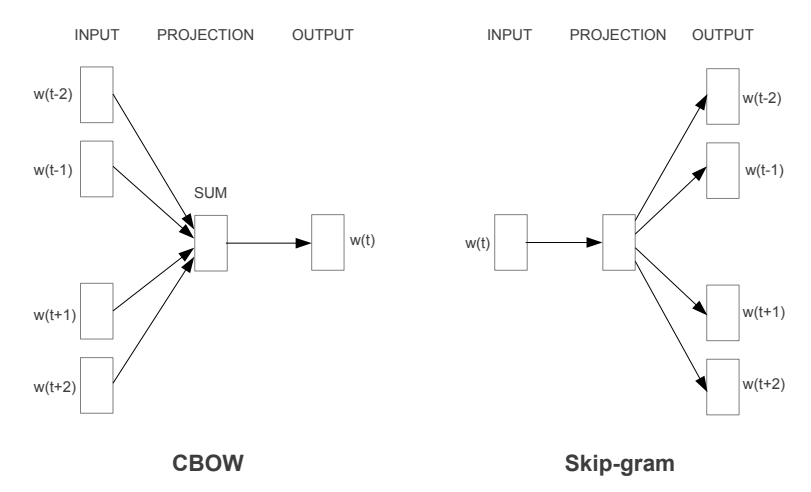 INPUT PROJECTION OUTPUT
w(t-2)
w(t-1)
SUM
w(t)
w(t+1)
w(t+2)
CBOW
INPUT PROJECTION OUTPUT
w(t-2)
w(t-1)
w(t)
w(t+1)
w(t+2)
Skip-gram